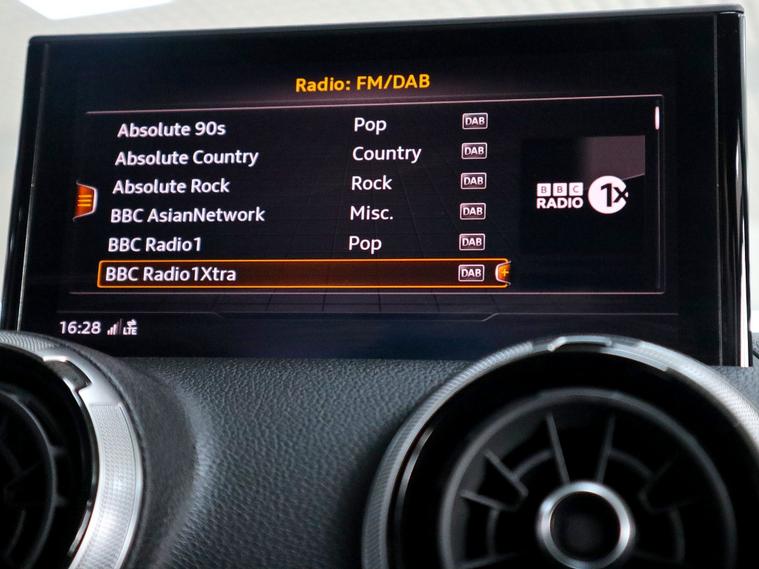 Radio: FM/DAB
Absolute 90s Pop DAB
Absolute Country Country DAB
Absolute Rock Rock DAB
BBC AsianNetwork Misc. DAB
BBC Radio1 Pop DAB
BBC Radio1Xtra DAB +
BBC
RADIO 1X
16:28 LTE